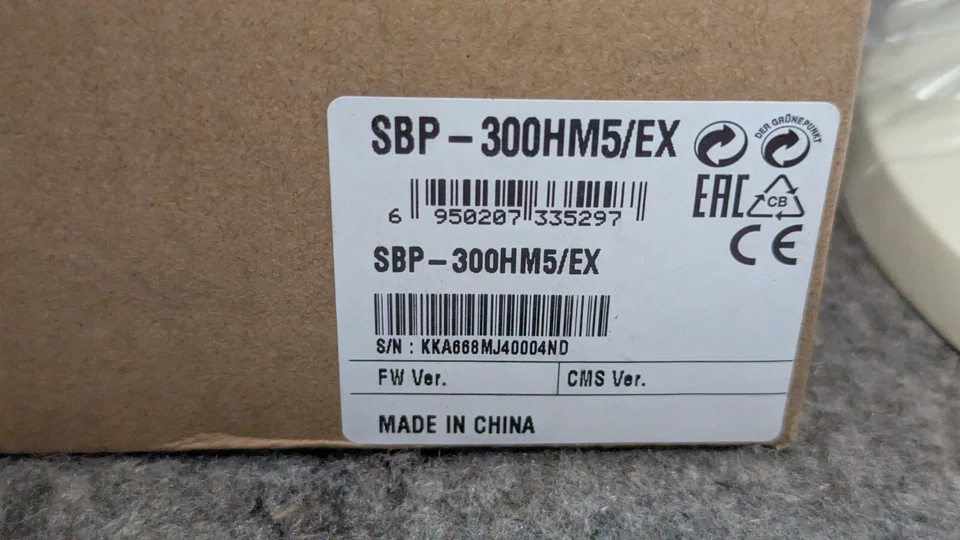 SBP-300HM5/EX
DER GRÜNE PUNKT
EAC
CB
CE
6 950207 335297
SBP-300HM5/EX
S/N : KKA668MJ40004ND
FW Ver.
CMS Ver.
MADE IN CHINA